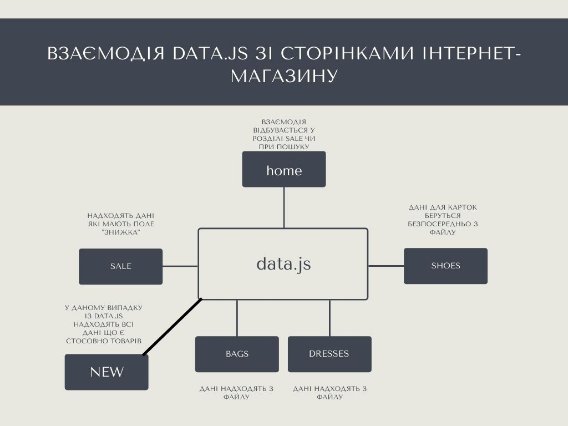 ВЗАЄМОДІЯ DATA.JS ЗІ СТОРІНКАМИ ІНТЕРНЕТ-
МАГАЗИНУ
ВЗАЄМОДІЯ
ВІДБУВАЄТЬСЯ У
РОЗДІЛІ SALE ЧИ
ПРИ ПОШУКУ
home
НАДХОДЯТЬ ДАНІ
ЯКІ МАЮТЬ ПОЛЕ
"ЗНИЖКА"
SALE
data.js
ДАНІ ДЛЯ КАРТОК
БЕРУТЬСЯ
БЕЗПОСЕРЕДНЬО З
ФАЙЛУ
SHOES
У ДАНОМУ ВИПАДКУ
ІЗ DATA.JS
НАДХОДЯТЬ ВСІ
ДАНІ ЩО Є
СТОСОВНО ТОВАРІВ
NEW
BAGS
ДАНІ НАДХОДЯТЬ З
ФАЙЛУ
DRESSES
ДАНІ НАДХОДЯТЬ З
ФАЙЛУ